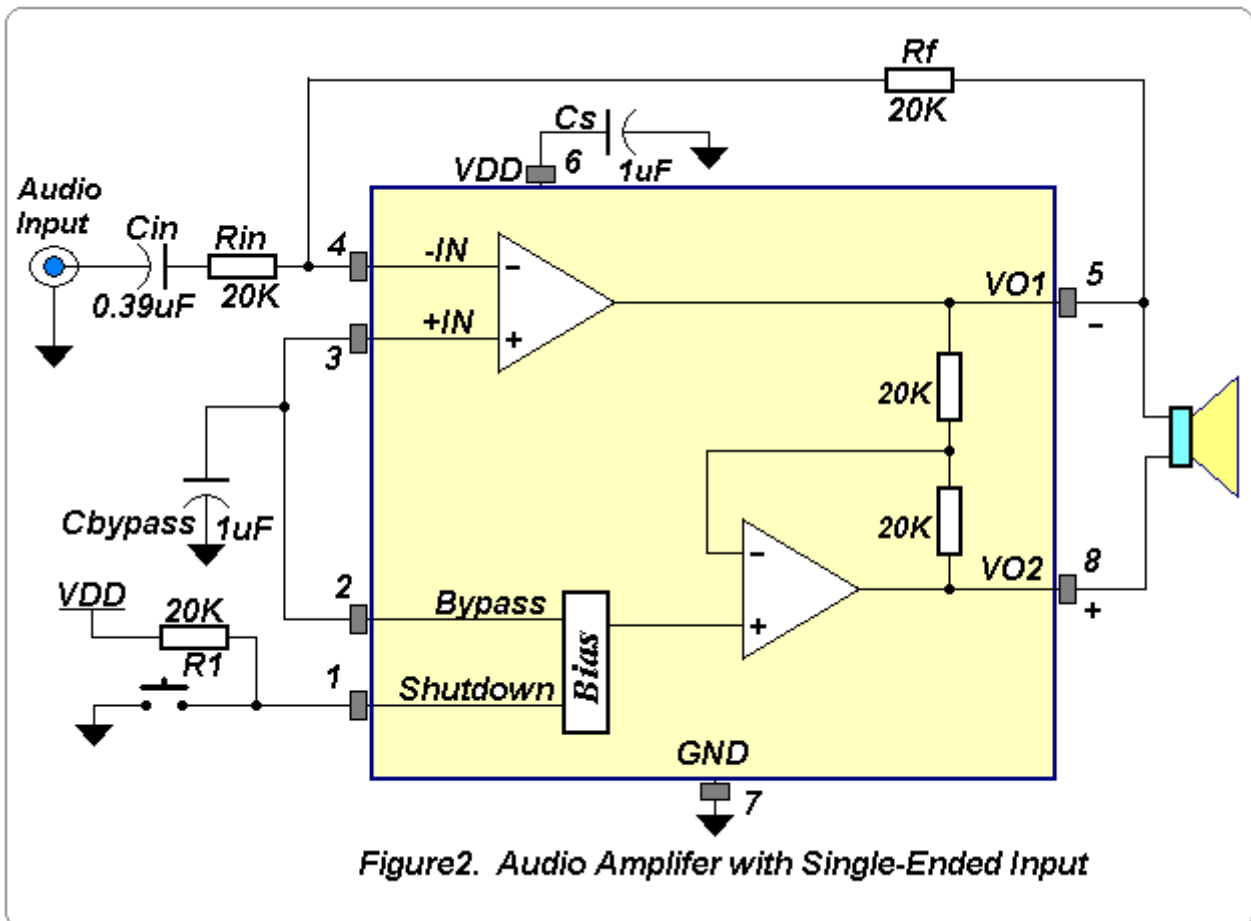 Rf
20K
Cs
1uF
VDD
6
Audio
Input
Cin
0.39uF
Rin
20K
4
-IN
-
3
+IN
+
VO1
5
-
20K
20K
Cbypass
1uF
VDD
20K
R1
2
Bypass
1
Shutdown
Bias
-
+
VO2
8
+
GND
7
Figure2. Audio Amplifer with Single-Ended Input